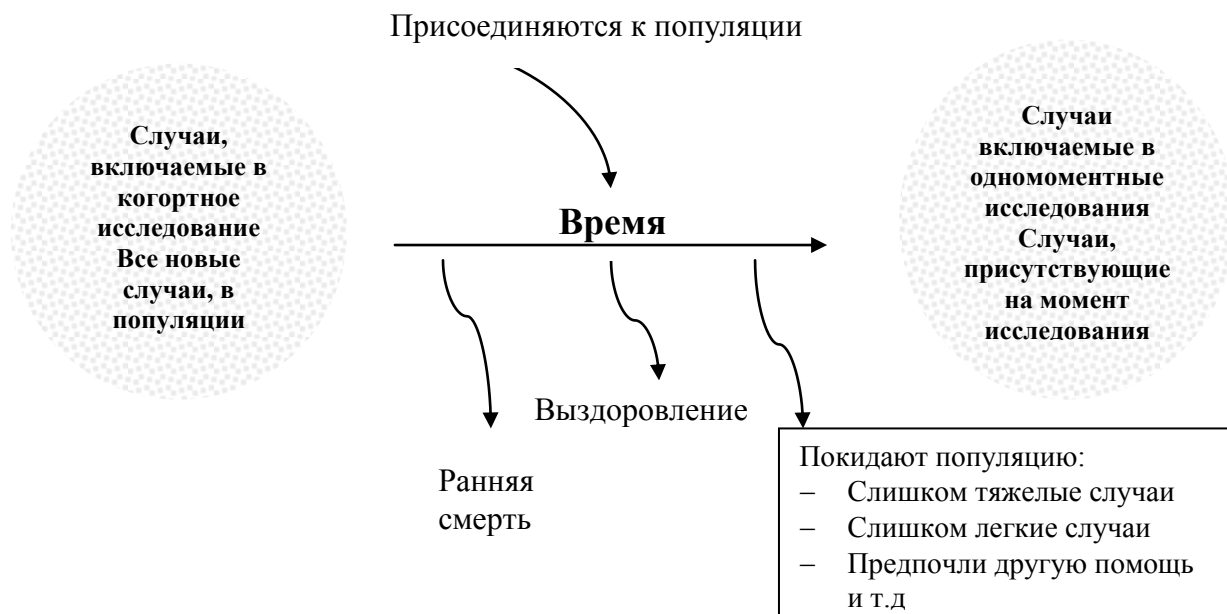 Присоединяются к популяции
Случаи,
включаемые в
когортное
исследование
Все новые
случаи, в
популяции
Время
Случаи
включаемые в
одномоментные
исследования
Случаи,
присутствующие
на момент
исследования
Ранняя
смерть
Выздоровление
Покидают популяцию:
– Слишком тяжелые случаи
– Слишком легкие случаи
– Предпочли другую помощь
и т.д